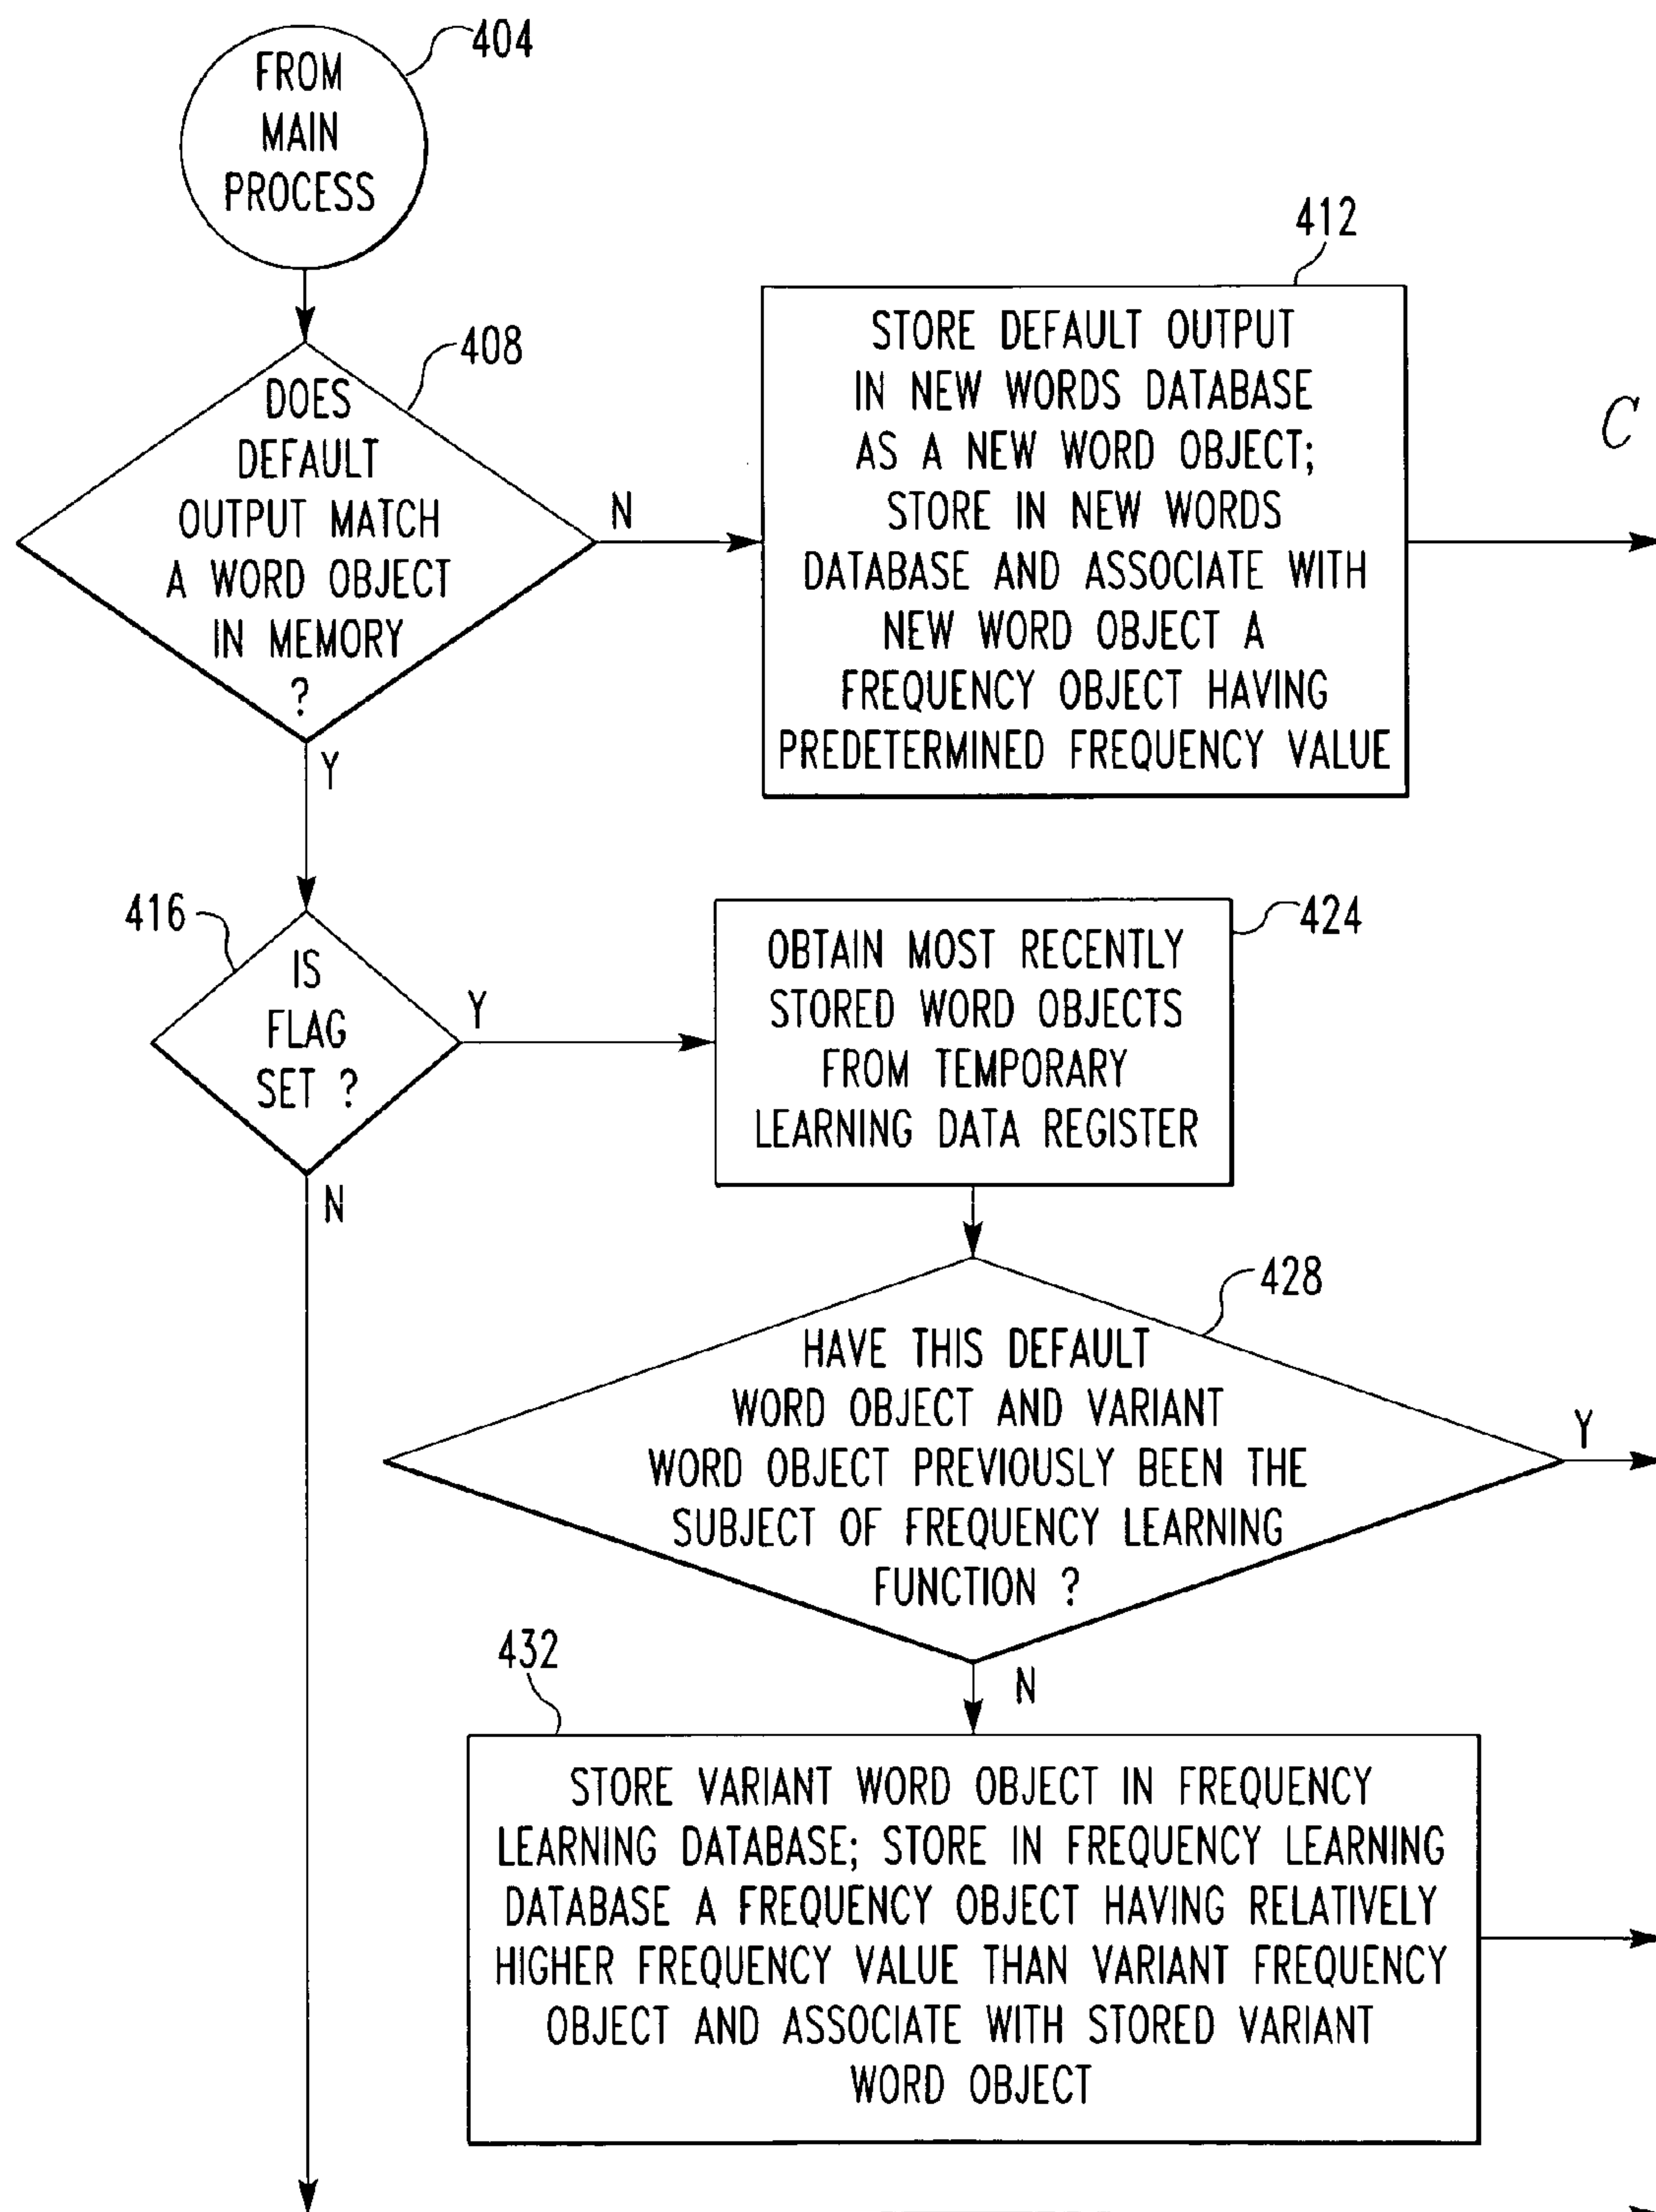 404
FROM
MAIN
PROCESS
408
DOES
DEFAULT
OUTPUT MATCH
A WORD OBJECT
IN MEMORY
?
N
Y
412
STORE DEFAULT OUTPUT
IN NEW WORDS DATABASE
AS A NEW WORD OBJECT;
STORE IN NEW WORDS
DATABASE AND ASSOCIATE WITH
NEW WORD OBJECT A
FREQUENCY OBJECT HAVING
PREDETERMINED FREQUENCY VALUE
C
416
IS
FLAG
SET ?
Y
N
424
OBTAIN MOST RECENTLY
STORED WORD OBJECTS
FROM TEMPORARY
LEARNING DATA REGISTER
428
HAVE THIS DEFAULT
WORD OBJECT AND VARIANT
WORD OBJECT PREVIOUSLY BEEN THE
SUBJECT OF FREQUENCY LEARNING
FUNCTION ?
Y
N
432
STORE VARIANT WORD OBJECT IN FREQUENCY
LEARNING DATABASE; STORE IN FREQUENCY LEARNING
DATABASE A FREQUENCY OBJECT HAVING RELATIVELY
HIGHER FREQUENCY VALUE THAN VARIANT FREQUENCY
OBJECT AND ASSOCIATE WITH STORED VARIANT
WORD OBJECT